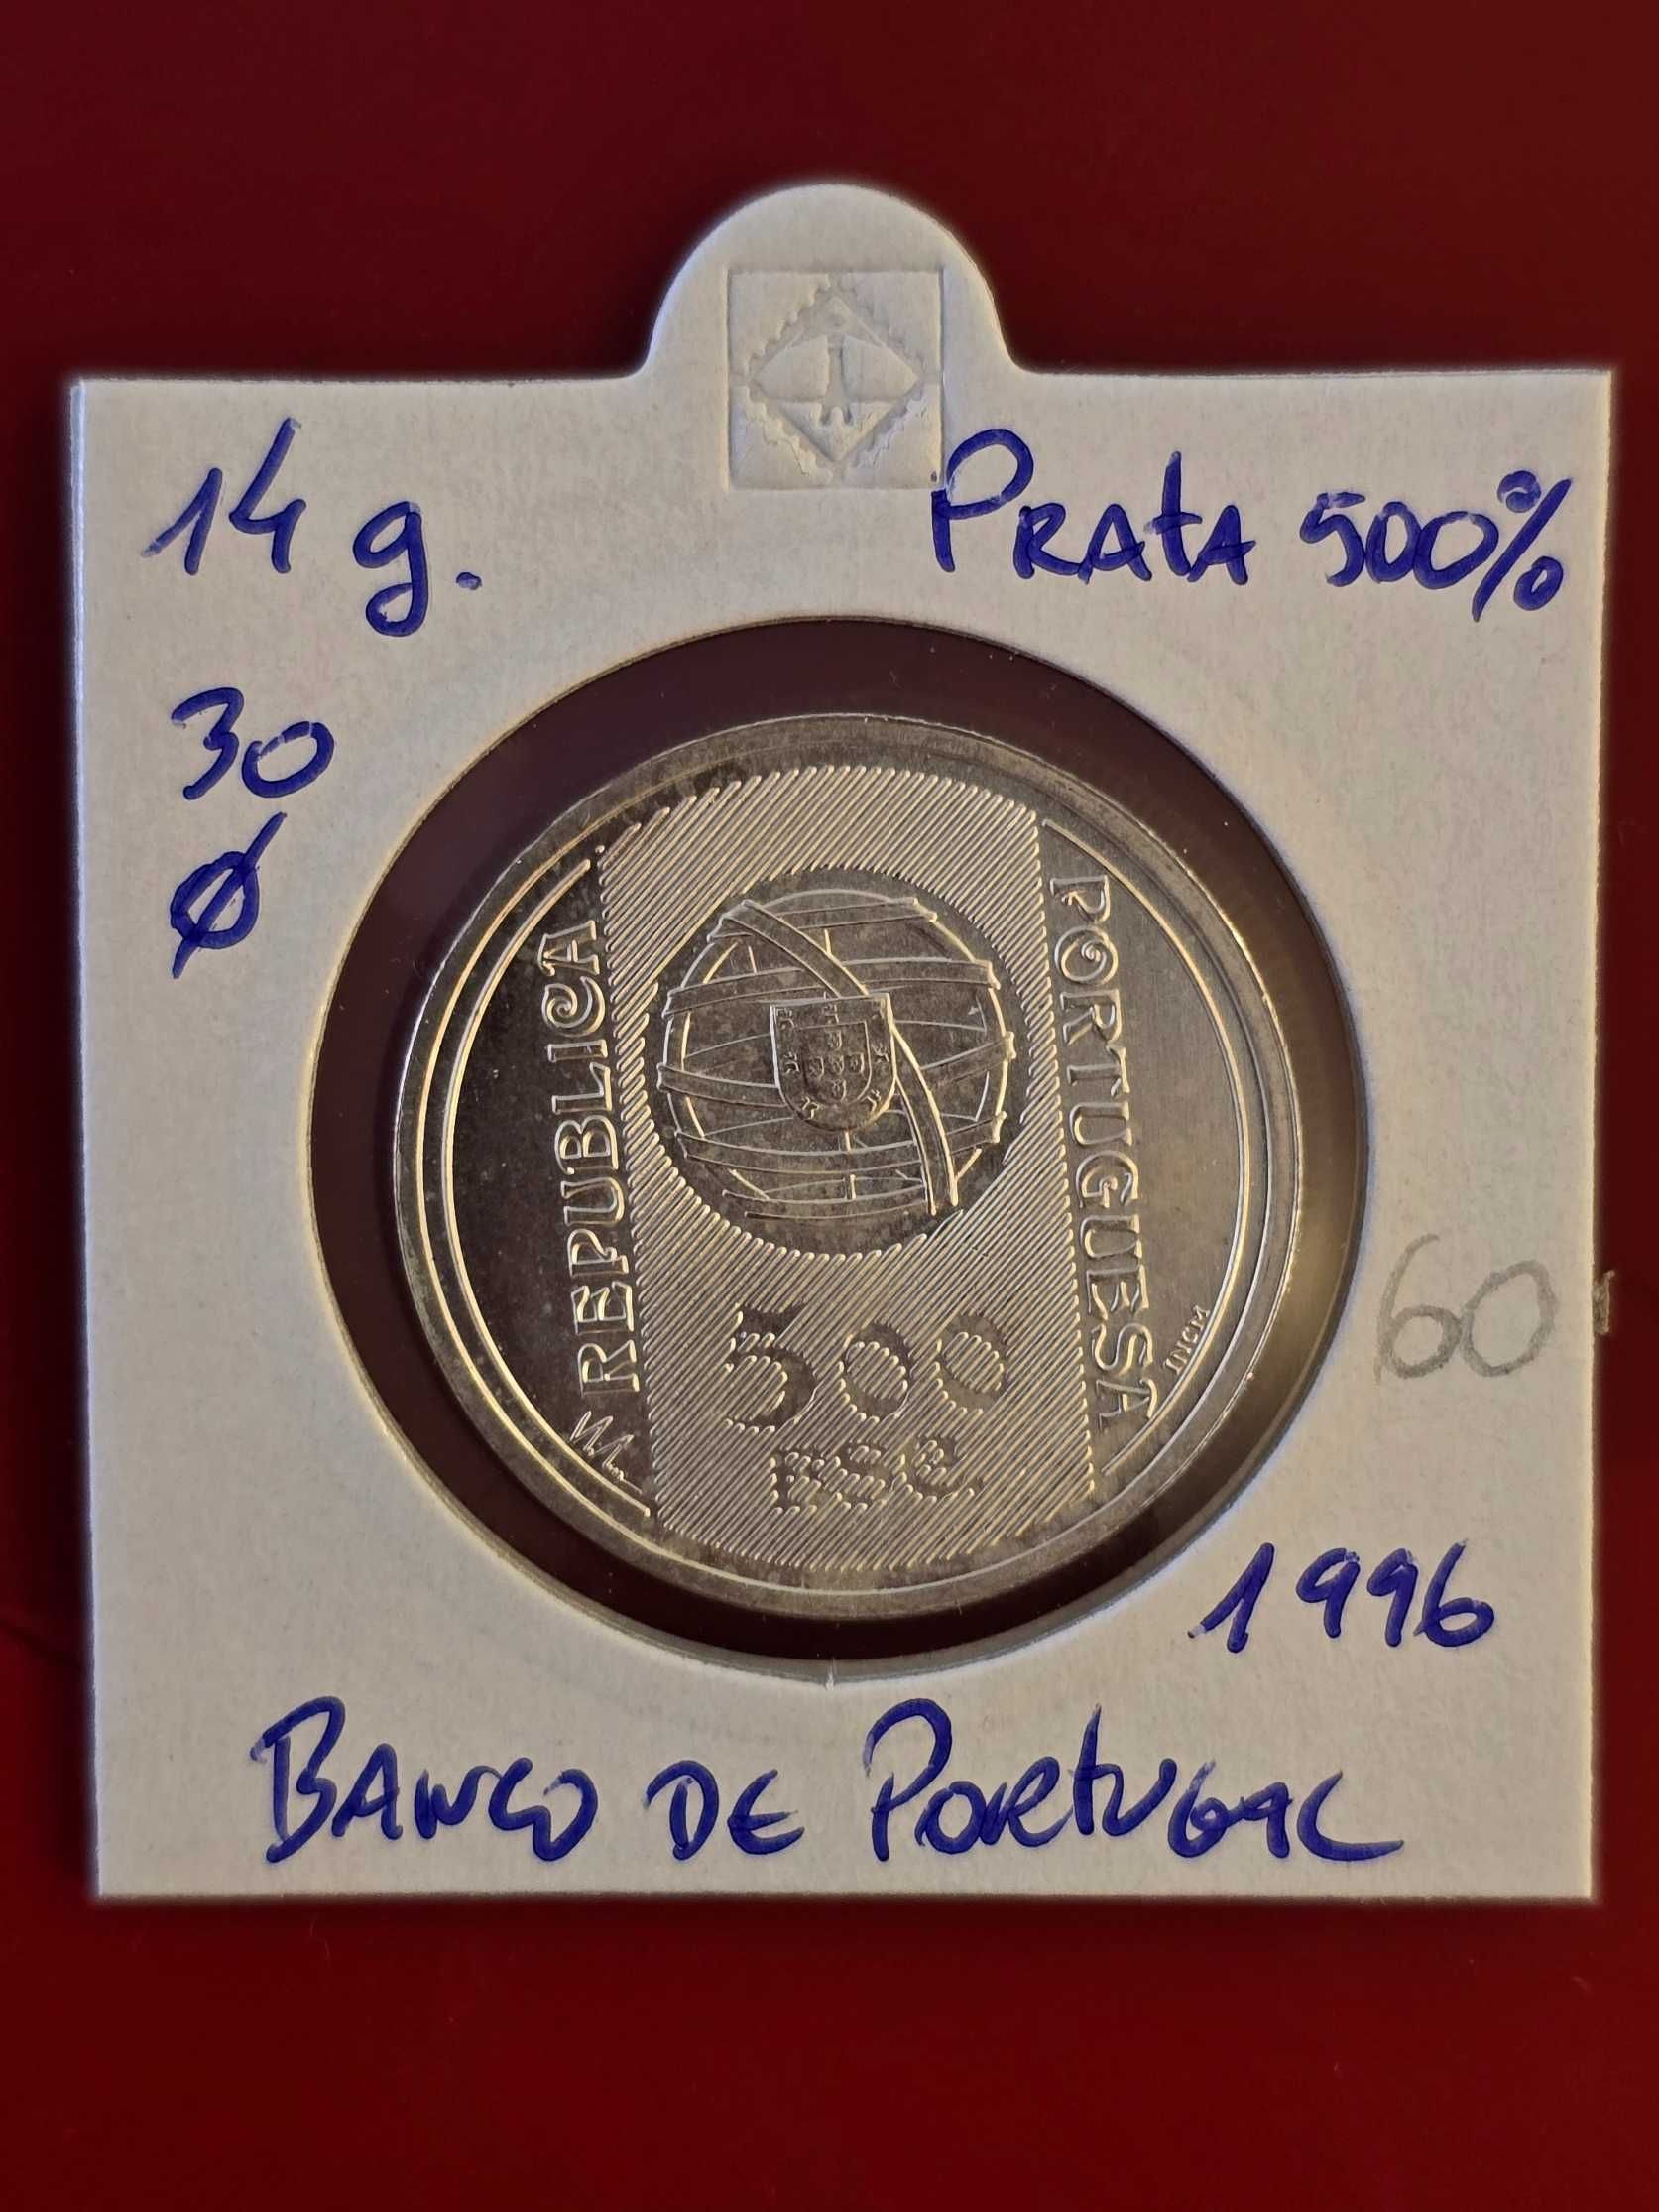 14 g.
PRAtA 500%
30
Ø
REPUBLICA
PORTUGUESA
INCM
500
ESC
60
1996
BANCO DE PORtUGAL